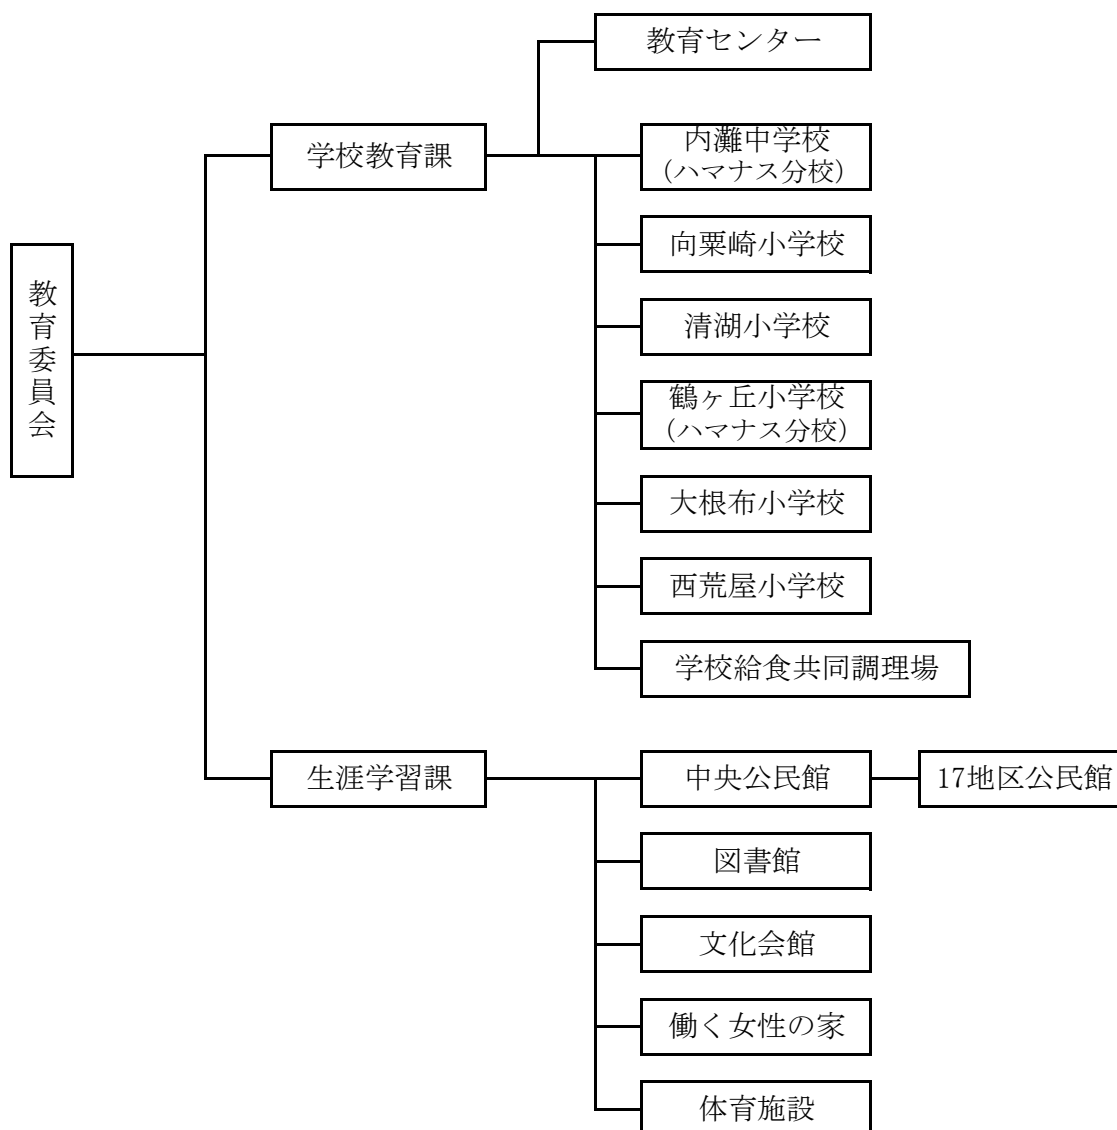 教育センター
学校教育課
内灘中学校
（ハマナス分校）
向粟崎小学校
教育委員会
清湖小学校
鶴ヶ丘小学校
（ハマナス分校）
大根布小学校
西荒屋小学校
学校給食共同調理場
生涯学習課
中央公民館
17地区公民館
図書館
文化会館
働く女性の家
体育施設